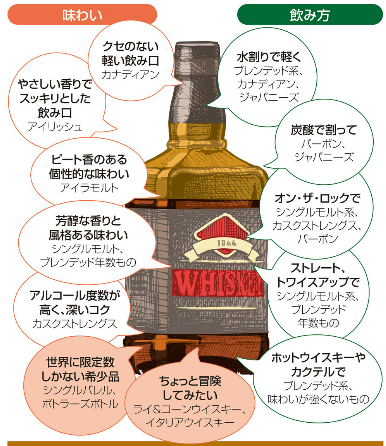 味わい
クセのない
軽い飲み口
カナディアン
やさしい香りで
スッキリとした
飲み口
アイリッシュ
ピート香のある
個性的な味わい
アイラモルト
芳醇な香りと
風格ある味わい
シングルモルト、
ブレンデッド年数もの
アルコール度数が
高く、深いコク
カスクストレングス
世界に限定数
しかない希少品
シングルバレル、
ボトラーズボトル
ちょっと冒険
してみたい
ライ&コーンウイスキー、
イタリアウイスキー
飲み方
水割りで軽く
ブレンデッド系、
カナディアン、
ジャパニーズ
炭酸で割って
バーボン、
ジャパニーズ
オン・ザ・ロックで
シングルモルト系、
カスクストレングス、
バーボン
ストレート、
トワイスアップで
シングルモルト系、
ブレンデッド
年数もの
ホットウイスキーや
カクテルで
ブレンデッド系、
味わいが強くないもの
1866
WHISKE